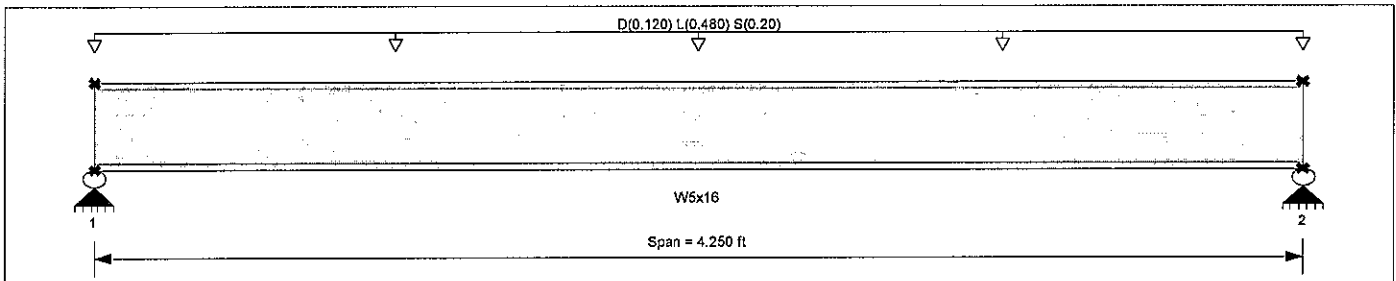 D(0.120) L(0.480) S(0.20)
W5x16
1
2
Span = 4.250 ft